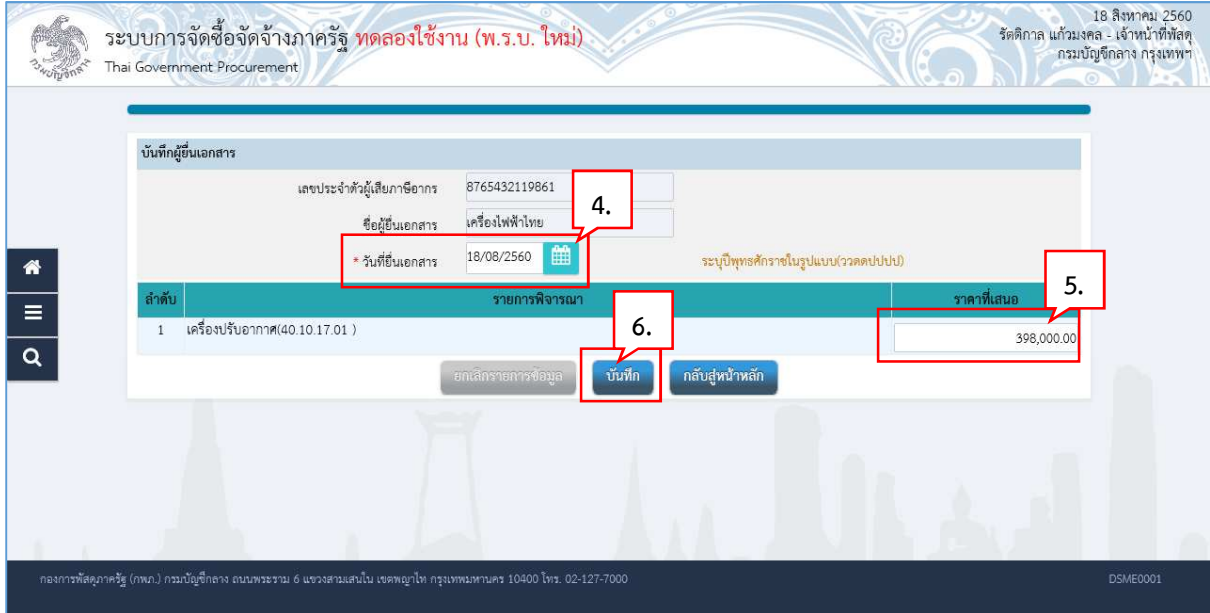 18 สิงหาคม 2560
ระบบการจัดซื้อจัดจ้างภาครัฐ ทดลองใช้งาน (พ.ร.บ. ใหม่)
รัตติกาล แก้วมงคล - เจ้าหน้าที่พัสดุ
Thai Government Procurement
กรมบัญชีกลาง กรุงเทพฯ
กรมบัญชีกลาง
บันทึกผู้ยื่นเอกสาร
เลขประจำตัวผู้เสียภาษีอากร 8765432119861
4.
ชื่อผู้ยื่นเอกสาร เครื่องไฟฟ้าไทย
* วันที่ยื่นเอกสาร 18/08/2560 ระบุปีพุทธศักราชในรูปแบบ(ววดดปปปป)
5.
ลำดับ รายการพิจารณา ราคาที่เสนอ
6.
1 เครื่องปรับอากาศ(40.10.17.01 ) 398,000.00
ยกเลิกรายการข้อมูล บันทึก กลับสู่หน้าหลัก
กองการพัสดุภาครัฐ (กพภ.) กรมบัญชีกลาง ถนนพระราม 6 แขวงสามเสนใน เขตพญาไท กรุงเทพมหานคร 10400 โทร. 02-127-7000 DSME0001